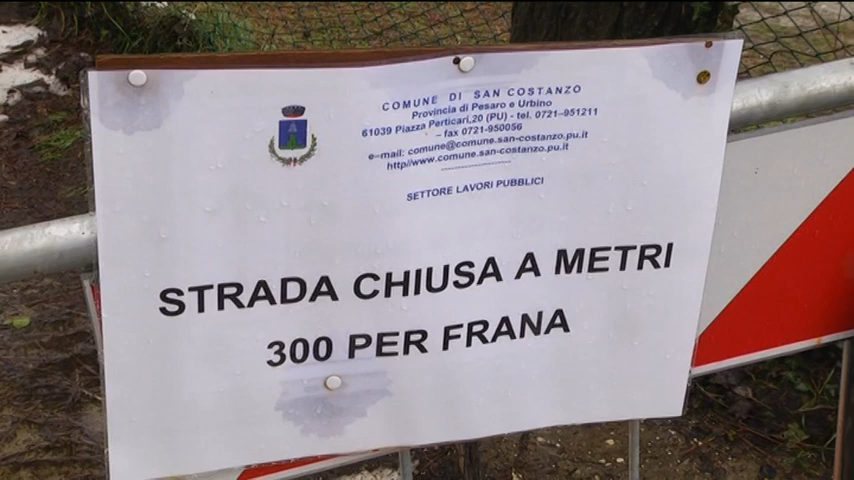 COMUNE DI SAN COSTANZO
Provincia di Pesaro e Urbino
61039 Piazza Perticari,20 (PU) - tel. 0721–951211
– fax 0721-950056
e–mail: comune@comune.san-costanzo.pu.it
http//www.comune.san-costanzo.pu.it
SETTORE LAVORI PUBBLICI
STRADA CHIUSA A METRI
300 PER FRANA